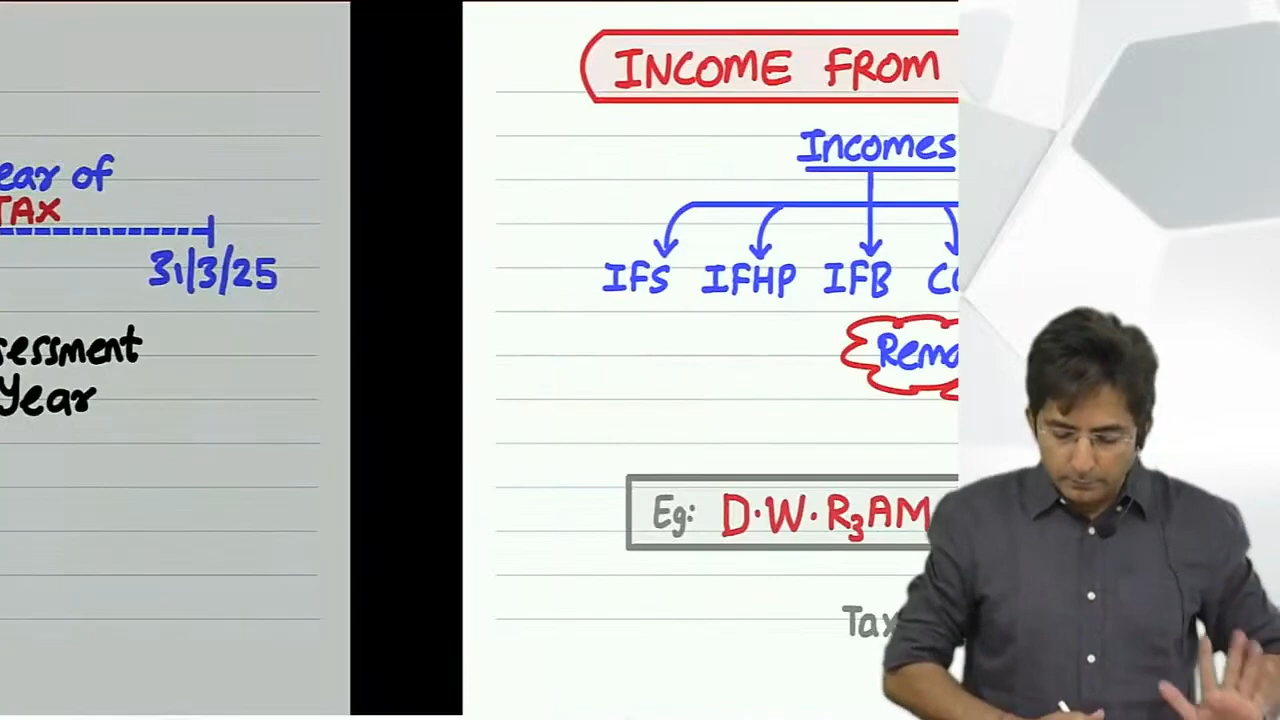 ear of
TAX
31/3/25
sessment
Year
INCOME FROM
Incomes
IFS IFHP IFB
Eg: D.W.R3AM
Tax